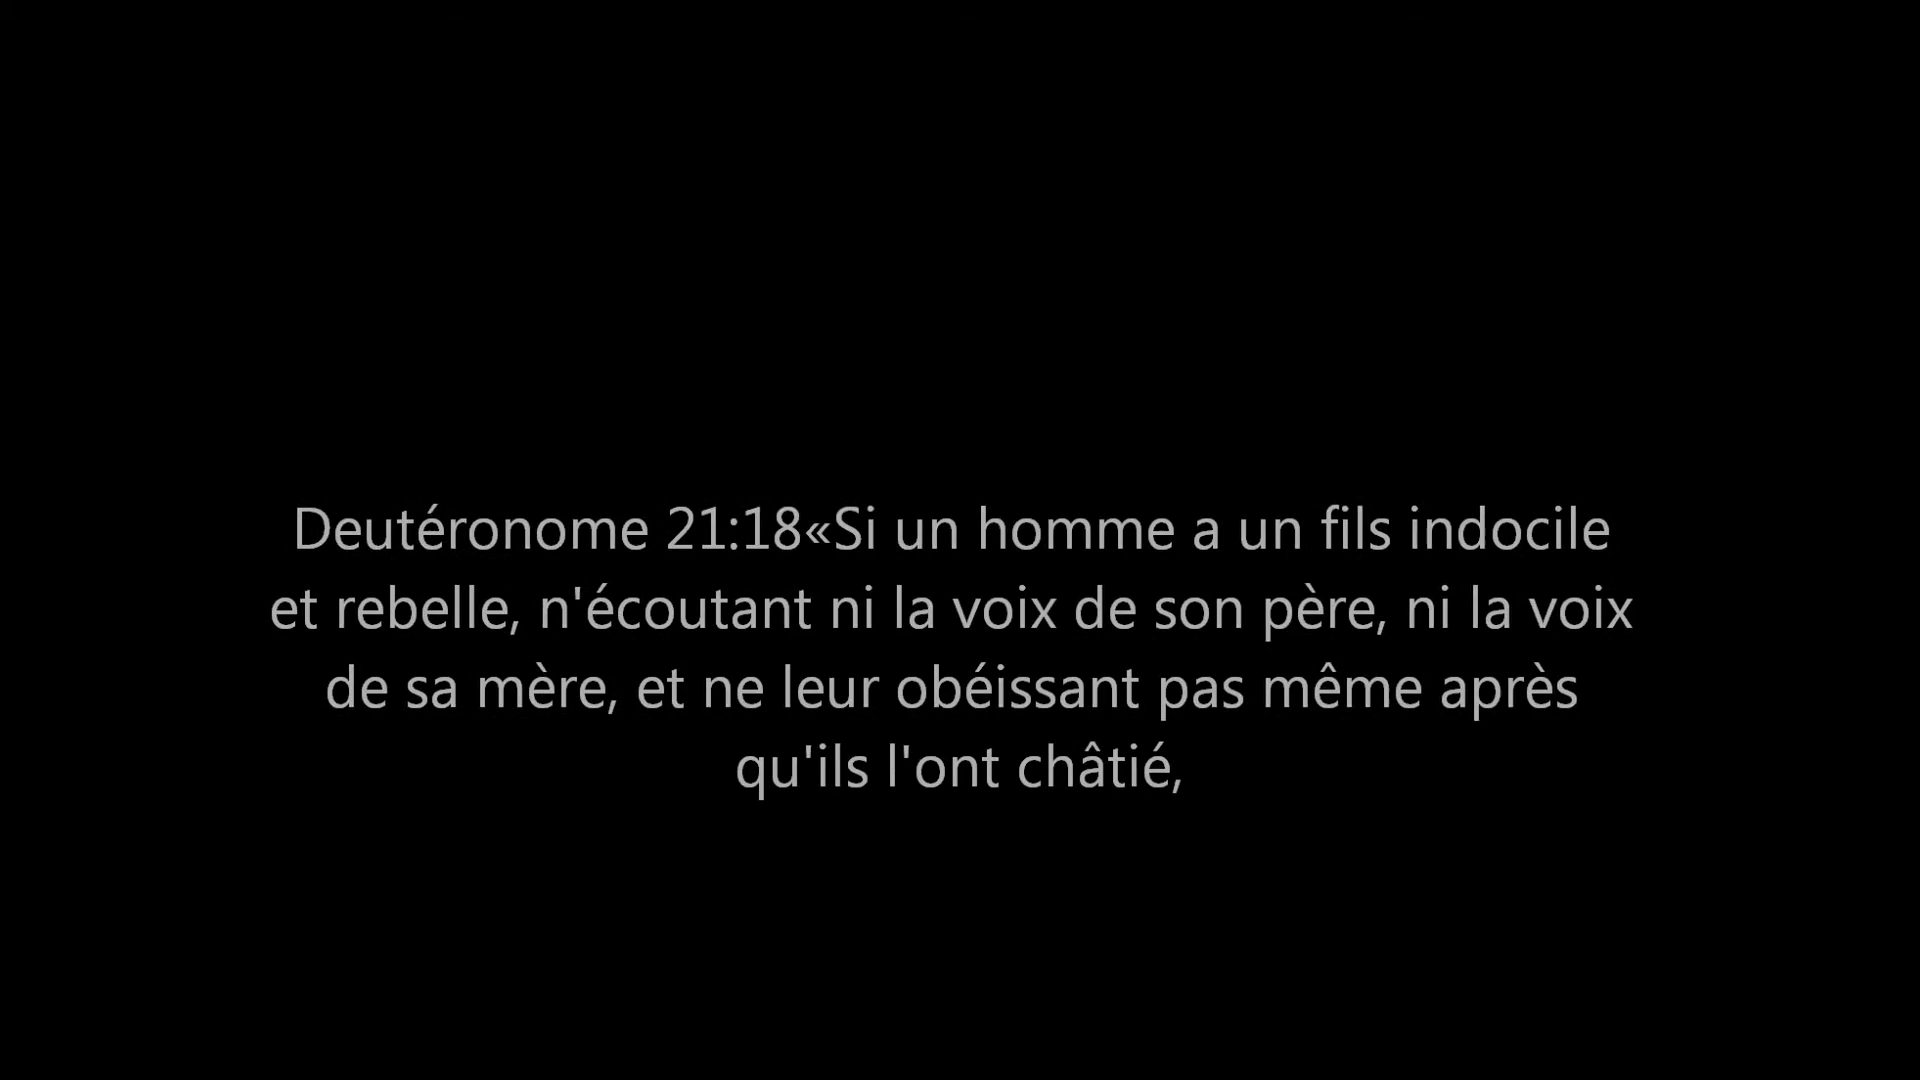 Deutéronome 21:18«Si un homme a un fils indocile
et rebelle, n'écoutant ni la voix de son père, ni la voix
de sa mère, et ne leur obéissant pas même après
qu'ils l'ont châtié,